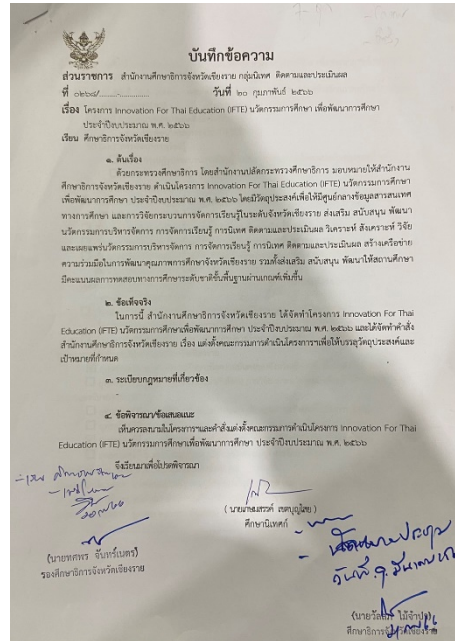 บันทึกข้อความ
ส่วนราชการ สำนักงานศึกษาธิการจังหวัดเชียงราย กลุ่มนิเทศ ติดตามและประเมินผล
ที่ ๐๒๖๘/........-.............. วันที่ ๒๐ กุมภาพันธ์ ๒๕๖๖
เรื่อง โครงการ Innovation For Thai Education (IFTE) นวัตกรรมการศึกษา เพื่อพัฒนาการศึกษา
ประจำปีงบประมาณ พ.ศ. ๒๕๖๖
เรียน ศึกษาธิการจังหวัดเชียงราย
๑. ต้นเรื่อง
ด้วยกระทรวงศึกษาธิการ โดยสำนักงานปลัดกระทรวงศึกษาธิการ มอบหมายให้สำนักงาน
ศึกษาธิการจังหวัดเชียงราย ดำเนินโครงการ Innovation For Thai Education (IFTE) นวัตกรรมการศึกษา
เพื่อพัฒนาการศึกษา ประจำปีงบประมาณ พ.ศ. ๒๕๖๖ โดยมีวัตถุประสงค์เพื่อให้มีศูนย์กลางข้อมูลสารสนเทศ
ทางการศึกษา และการวิจัยกระบวนการจัดการเรียนรู้ในระดับจังหวัดเชียงราย ส่งเสริม สนับสนุน พัฒนา
นวัตกรรมการบริหารจัดการ การจัดการเรียนรู้ การนิเทศ ติดตามและประเมินผล วิเคราะห์ สังเคราะห์ วิจัย
และเผยแพร่นวัตกรรมการบริหารจัดการ การจัดการเรียนรู้ การนิเทศ ติดตามและประเมินผล สร้างเครือข่าย
ความร่วมมือในการพัฒนาคุณภาพการศึกษาจังหวัดเชียงราย รวมทั้งส่งเสริม สนับสนุน พัฒนาให้สถานศึกษา
มีคะแนนผลการทดสอบทางการศึกษาระดับชาติขั้นพื้นฐานผ่านเกณฑ์เพิ่มขึ้น
๒. ข้อเท็จจริง
ในการนี้ สำนักงานศึกษาธิการจังหวัดเชียงราย ได้จัดทำโครงการ Innovation For Thai
Education (IFTE) นวัตกรรมการศึกษาเพื่อพัฒนาการศึกษา ประจำปีงบประมาณ พ.ศ. ๒๕๖๖ และได้จัดทำคำสั่ง
สำนักงานศึกษาธิการจังหวัดเชียงราย เรื่อง แต่งตั้งคณะกรรมการดำเนินโครงการฯเพื่อให้บรรลุวัตถุประสงค์และ
เป้าหมายที่กำหนด
๓. ระเบียบกฎหมายที่เกี่ยวข้อง
-
๔. ข้อพิจารณา/ข้อเสนอแนะ
เห็นควรลงนามในโครงการฯและคำสั่งแต่งตั้งคณะกรรมการดำเนินโครงการ Innovation For Thai
Education (IFTE) นวัตกรรมการศึกษาเพื่อพัฒนาการศึกษา ประจำปีงบประมาณ พ.ศ. ๒๕๖๖
จึงเรียนมาเพื่อโปรดพิจารณา
ศึกษานิเทศก์
(นายทศพร จันทร์เนตร)
รองศึกษาธิการจังหวัดเชียงราย
ศึกษาธิการจังหวัดเชียงราย